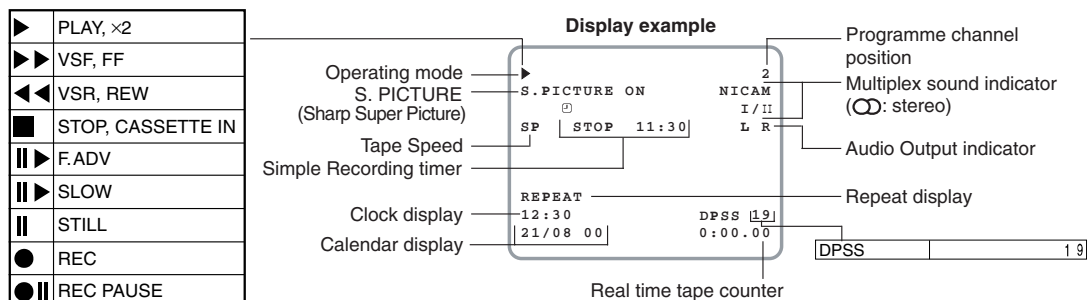 PLAY, ×2
VSF, FF
VSR, REW
STOP, CASSETTE IN
F.ADV
SLOW
STILL
REC
REC PAUSE
Display example
Operating mode
S. PICTURE
(Sharp Super Picture)
Tape Speed
Simple Recording timer
Clock display
Calendar display
2
S.PICTURE ON NICAM
I/II
SP STOP 11:30 L R
REPEAT
12:30 DPSS 19
21/08 00 0:00.00
Programme channel
position
Multiplex sound indicator
(: stereo)
Audio Output indicator
Repeat display
DPSS 19
Real time tape counter